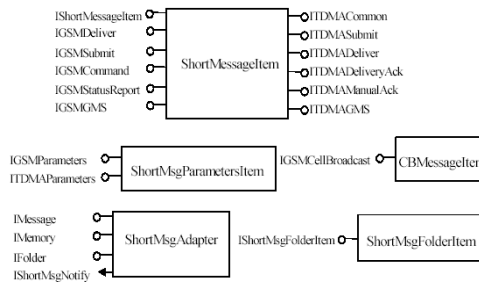 IShortMessageItem
IGSMDeliver
IGSMSubmit
IGSMCommand
IGSMStatusReport
IGSMGMS
ShortMessageItem
ITDMACommon
ITDMASubmit
ITDMADeliver
ITDMADeliveryAck
ITDMAManualAck
ITDMAGMS
IGSMParameters
ITDMAParameters
ShortMsgParametersItem
IGSMCellBroadcast
CBMessageItem
IMessage
IMemory
IFolder
IShortMsgNotify
ShortMsgAdapter
IShortMsgFolderItem
ShortMsgFolderItem